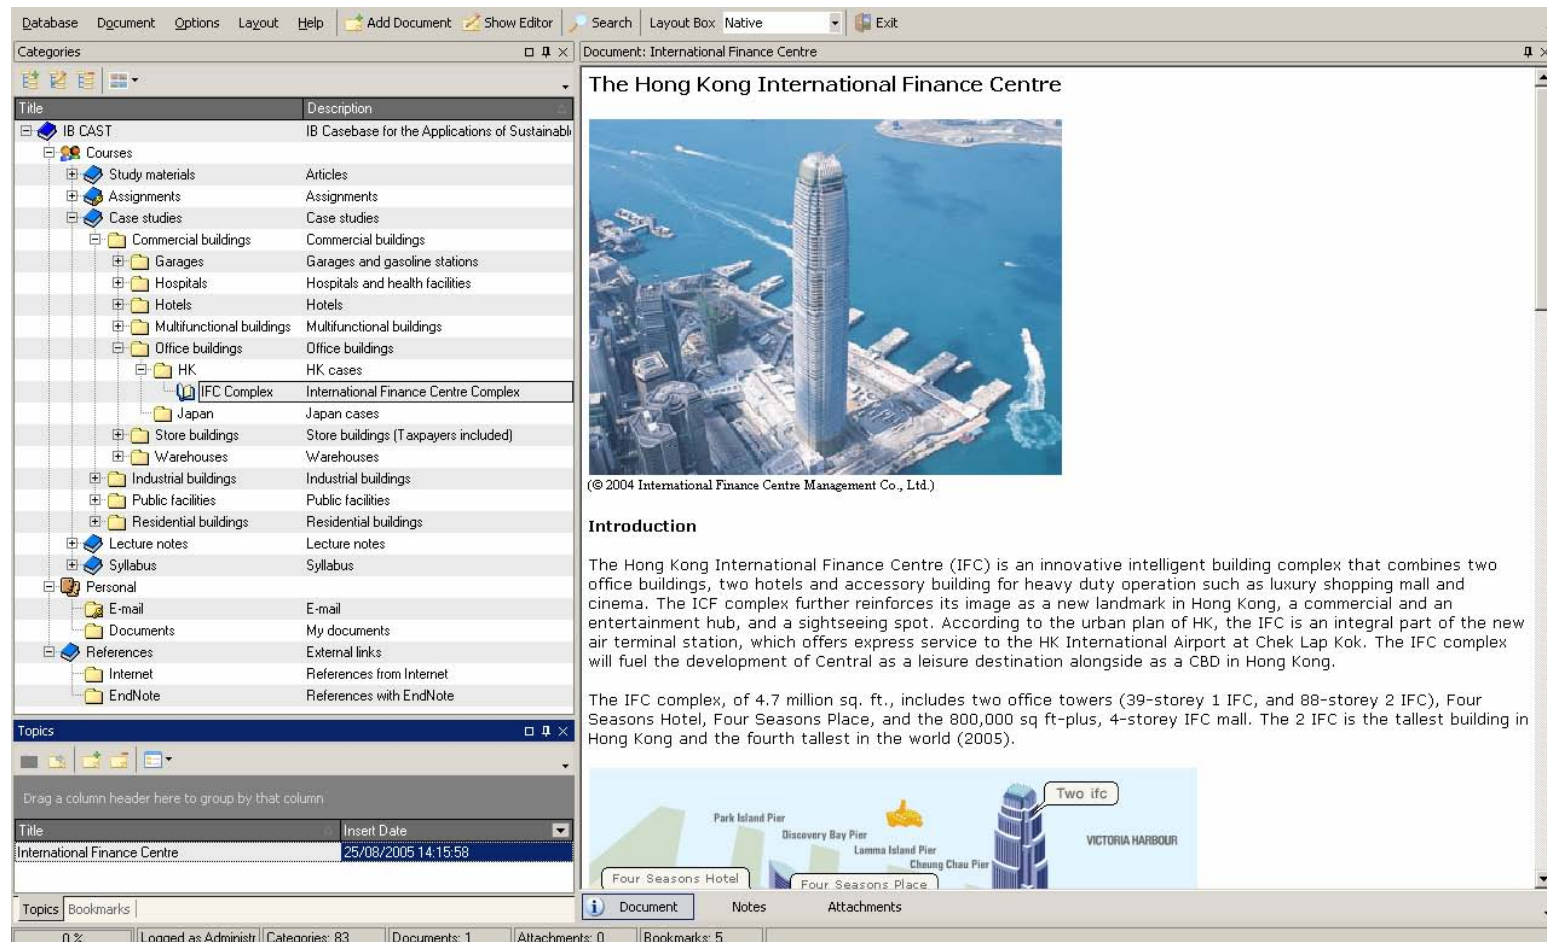 Database Document Options Layout Help Add Document Show Editor Search Layout Box Native Exit
Categories
Title Description
IB CAST IB Casebase for the Applications of Sustainabl
Courses
Study materials Articles
Assignments Assignments
Case studies Case studies
Commercial buildings Commercial buildings
Garages Garages and gasoline stations
Hospitals Hospitals and health facilities
Hotels Hotels
Multifunctional buildings Multifunctional buildings
Office buildings Office buildings
HK HK cases
IFC Complex International Finance Centre Complex
Japan Japan cases
Store buildings Store buildings (Taxpayers included)
Warehouses Warehouses
Industrial buildings Industrial buildings
Public facilities Public facilities
Residential buildings Residential buildings
Lecture notes Lecture notes
Syllabus Syllabus
Personal
E-mail E-mail
Documents My documents
References External links
Internet References from Internet
EndNote References with EndNote
Topics
Drag a column header here to group by that column
Title Insert Date
International Finance Centre 25/08/2005 14:15:58
Topics Bookmarks
Document: International Finance Centre
The Hong Kong International Finance Centre
(© 2004 International Finance Centre Management Co., Ltd.)
Introduction
The Hong Kong International Finance Centre (IFC) is an innovative intelligent building complex that combines two
office buildings, two hotels and accessory building for heavy duty operation such as luxury shopping mall and
cinema. The ICF complex further reinforces its image as a new landmark in Hong Kong, a commercial and an
entertainment hub, and a sightseeing spot. According to the urban plan of HK, the IFC is an integral part of the new
air terminal station, which offers express service to the HK International Airport at Chek Lap Kok. The IFC complex
will fuel the development of Central as a leisure destination alongside as a CBD in Hong Kong.
The IFC complex, of 4.7 million sq. ft., includes two office towers (39-storey 1 IFC, and 88-storey 2 IFC), Four
Seasons Hotel, Four Seasons Place, and the 800,000 sq ft-plus, 4-storey IFC mall. The 2 IFC is the tallest building in
Hong Kong and the fourth tallest in the world (2005).
Two ifc
Park Island Pier
Discovery Bay Pier
VICTORIA HARBOUR
Lamma Island Pier
Cheung Chau Pier
Four Seasons Hotel
Four Seasons Place
Document Notes Attachments
0 % Logged as Administr Categories: 83 Documents: 1 Attachments: 0 Bookmarks: 5